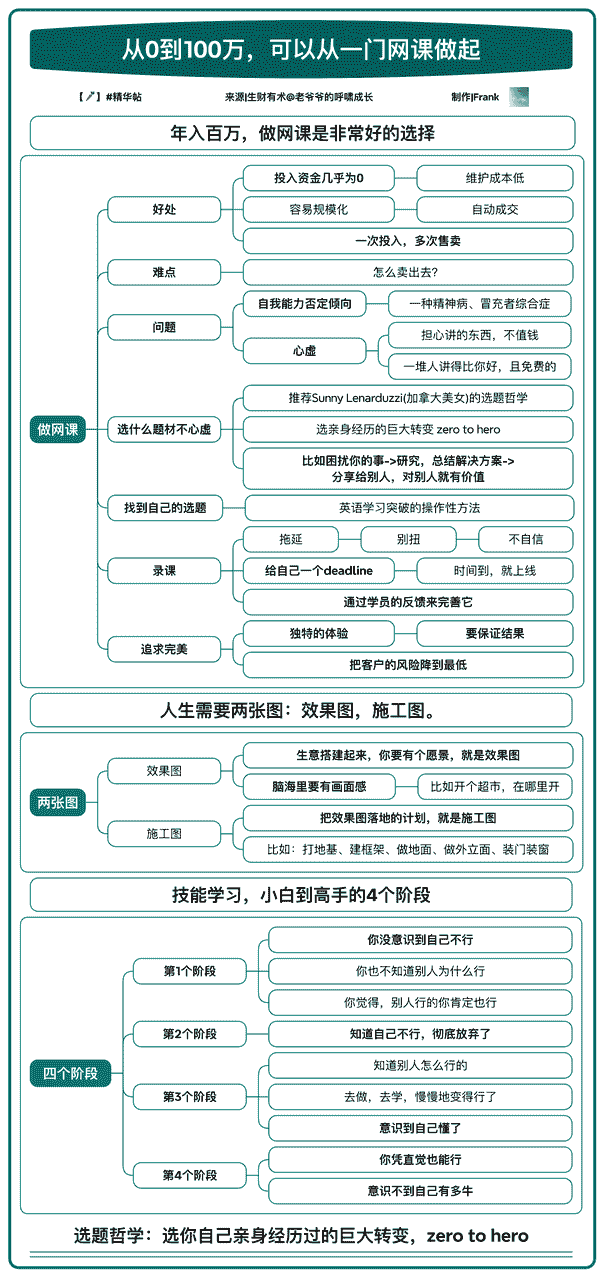 从0到100万，可以从一门网课做起
【🎤】#精华帖
来源|生财有术@老爷爷的呼啸成长
制作|Frank
年入百万，做网课是非常好的选择
做网课
好处
投入资金几乎为0
维护成本低
容易规模化
自动成交
一次投入，多次售卖
难点
怎么卖出去?
问题
自我能力否定倾向
一种精神病、冒充者综合症
心虚
担心讲的东西，不值钱
一堆人讲得比你好，且免费的
选什么题材不心虚
推荐Sunny Lenarduzzi(加拿大美女)的选题哲学
选亲身经历的巨大转变 zero to hero
比如困扰你的事->研究，总结解决方案->
分享给别人，对别人就有价值
找到自己的选题
英语学习突破的操作性方法
录课
拖延
别扭
不自信
给自己一个deadline
时间到，就上线
通过学员的反馈来完善它
追求完美
独特的体验
要保证结果
把客户的风险降到最低
人生需要两张图：效果图，施工图。
两张图
效果图
生意搭建起来，你要有个愿景，就是效果图
脑海里要有画面感
比如开个超市，在哪里开
施工图
把效果图落地的计划，就是施工图
比如：打地基、建框架、做地面、做外立面、装门装窗
技能学习，小白到高手的4个阶段
四个阶段
第1个阶段
你没意识到自己不行
你也不知道别人为什么行
你觉得，别人行的你肯定也行
第2个阶段
知道自己不行，彻底放弃了
第3个阶段
知道别人怎么行的
去做，去学，慢慢地变得行了
意识到自己懂了
第4个阶段
你凭直觉也能行
意识不到自己有多牛
选题哲学：选你自己亲身经历过的巨大转变，zero to hero